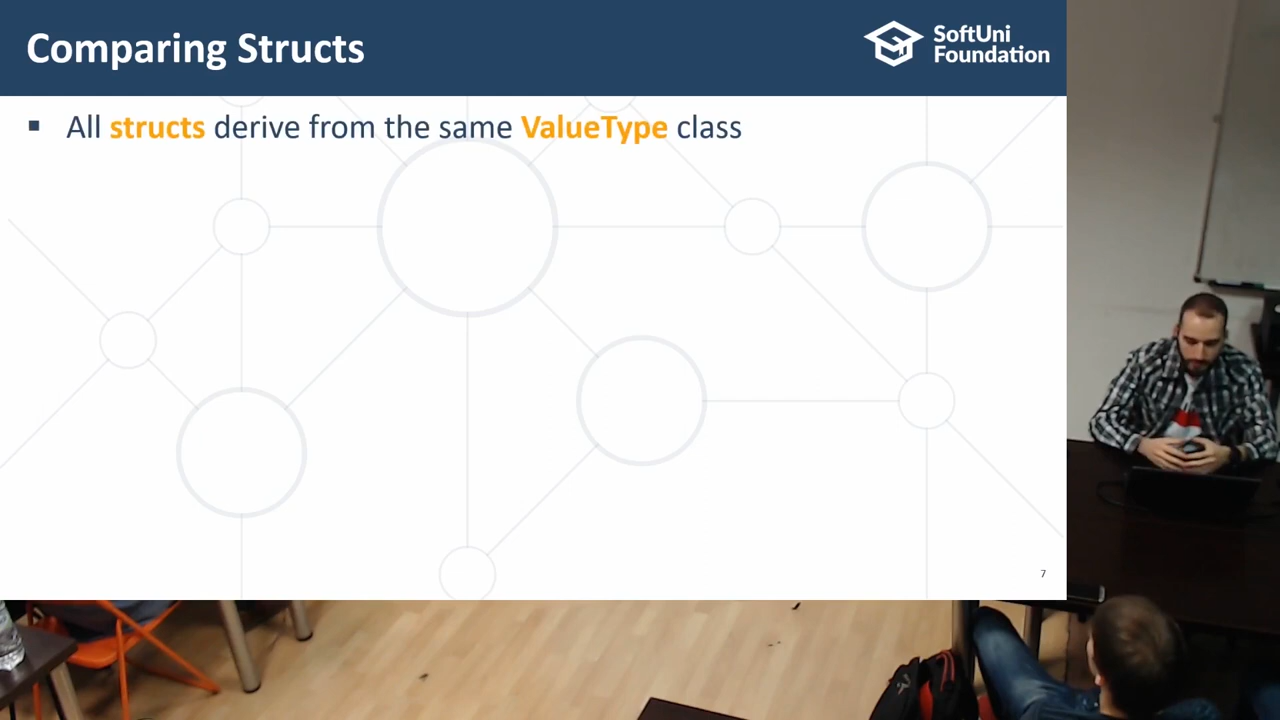 Comparing Structs
SoftUni
Foundation
▪ All structs derive from the same ValueType class
7